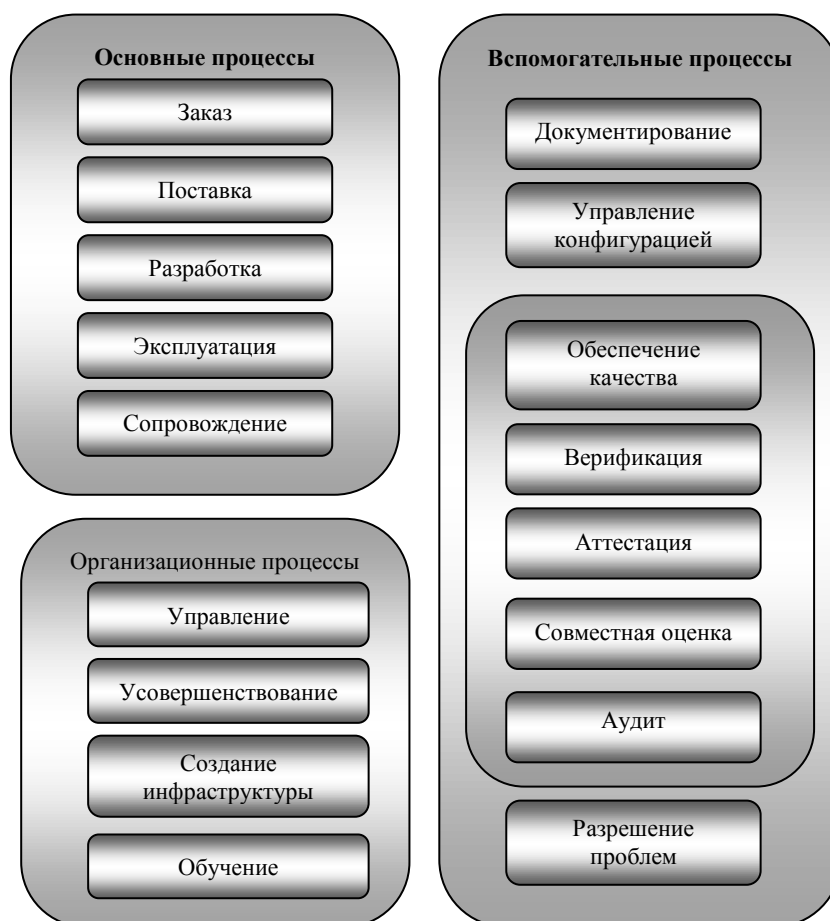 Основные процессы
Заказ
Поставка
Разработка
Эксплуатация
Сопровождение
Организационные процессы
Управление
Усовершенствование
Создание
инфраструктуры
Обучение
Вспомогательные процессы
Документирование
Управление
конфигурацией
Обеспечение
качества
Верификация
Аттестация
Совместная оценка
Аудит
Разрешение
проблем